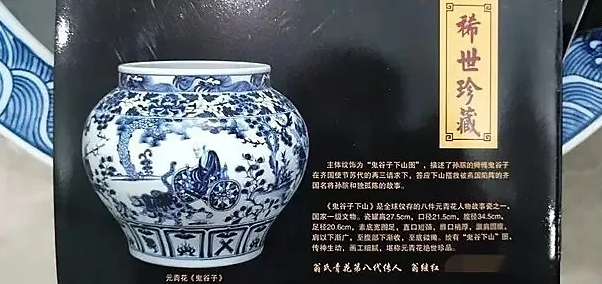 稀世珍藏
主体纹饰为“鬼谷子下山图”，描述了孙膑的师傅鬼谷子
在齐国使节苏代的再三请求下，答应下山搭救被燕国陷阵的齐
国名将孙膑和独孤陈的故事。
《鬼谷子下山》是全球仅存的八件元青花人物故事瓷之一，
国家一级文物。瓷罐高27.5cm，口径21.5cm，腹径34.5cm，
足径20.6cm，素底宽圈足，直口短颈，唇口稍厚，溜肩圆腹，
肩以下渐广，至腹部下渐收，至底微撇。绘有“鬼谷下山”图，
传神生动，画工细腻，堪称元青花绝世珍品。
翁氏青花第八代传人 翁继红
元青花《鬼谷子》